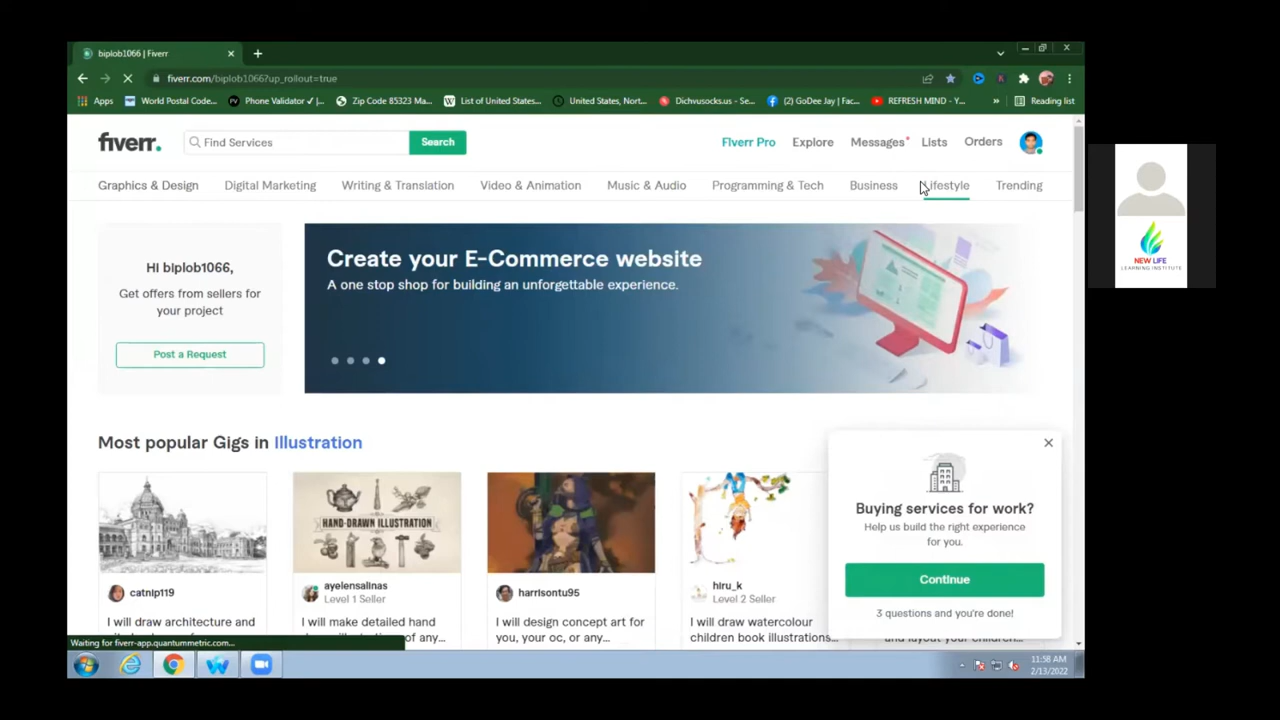 biplob1066 | Fiverr
fiverr.com/biplob1066?up_rollout=true
Apps World Postal Code... Phone Validator ✓ |... Zip Code 85323 Ma... List of United States... United States, Nort... Dichvusocks.us - Se... (2) GoDee Jay | Fac... REFRESH MIND - Y... » Reading list
fiverr. Find Services Search Fiverr Pro Explore Messages Lists Orders
Graphics & Design Digital Marketing Writing & Translation Video & Animation Music & Audio Programming & Tech Business Lifestyle Trending
Hi biplob1066,
Get offers from sellers for
your project
Post a Request
Create your E-Commerce website
A one stop shop for building an unforgettable experience.
Most popular Gigs in Illustration
HAND-DRAWN ILLUSTRATION
catnip119
I will draw architecture and
ayelensalinas
Level 1 Seller
I will make detailed hand
harrisontu95
I will design concept art for
you, your oc, or any...
hiru_k
Level 2 Seller
I will draw watercolour
children book illustrations...
Buying services for work?
Help us build the right experience
for you.
Continue
3 questions and you're done!
Waiting for fiverr-app.quantummetric.com...
11:58 AM
2/13/2022
NEW LIFE
LEARNING INSTITUTE